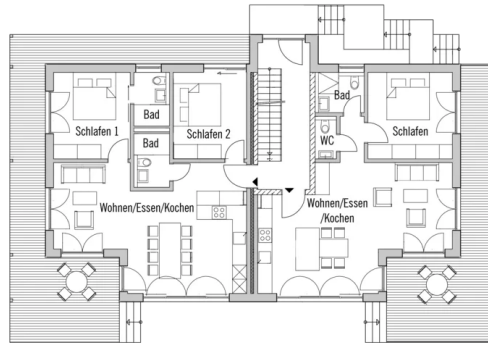 Schlafen 1
Bad
Bad
Schlafen 2
Bad
WC
Schlafen
Wohnen/Essen/Kochen
Wohnen/Essen
/Kochen